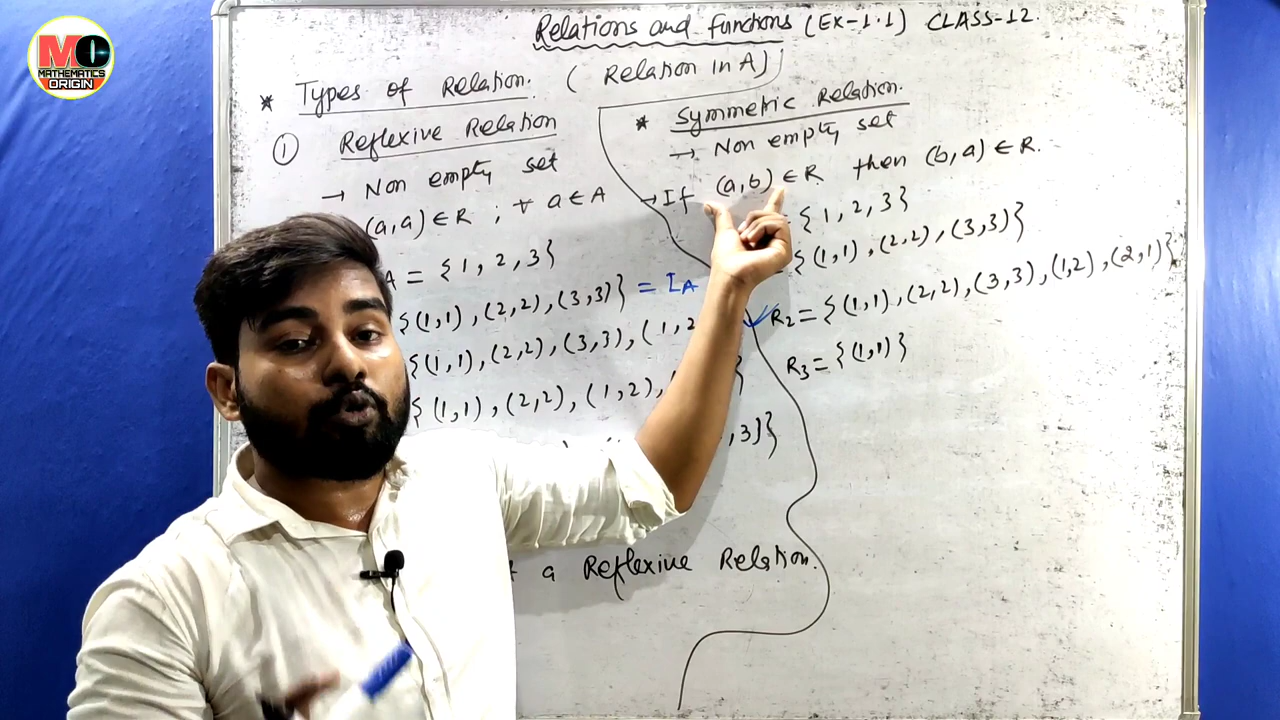 MO
MATHEMATICS
ORIGIN
Relations and functions (EX-1.1) CLASS-12.
* Types of Relation. (Relation in A)
① Reflexive Relation
→ Non empty set
(a,a) ∈ R ; ∀ a ∈ A
A = {1, 2, 3}
{(1,1), (2,2), (3,3)} = I_A
{(1,1), (2,2), (3,3), (1,2
{(1,1), (2,2), (1,2), }
,3)}
a Reflexive Relation.
* Symmetric Relation.
→ Non empty set
→ If (a,b) ∈ R then (b,a) ∈ R.
= {1, 2, 3}
= {(1,1), (2,2), (3,3)}
✓ R₂ = {(1,1), (2,2), (3,3), (1,2), (2,1)}
R₃ = {(1,1)}